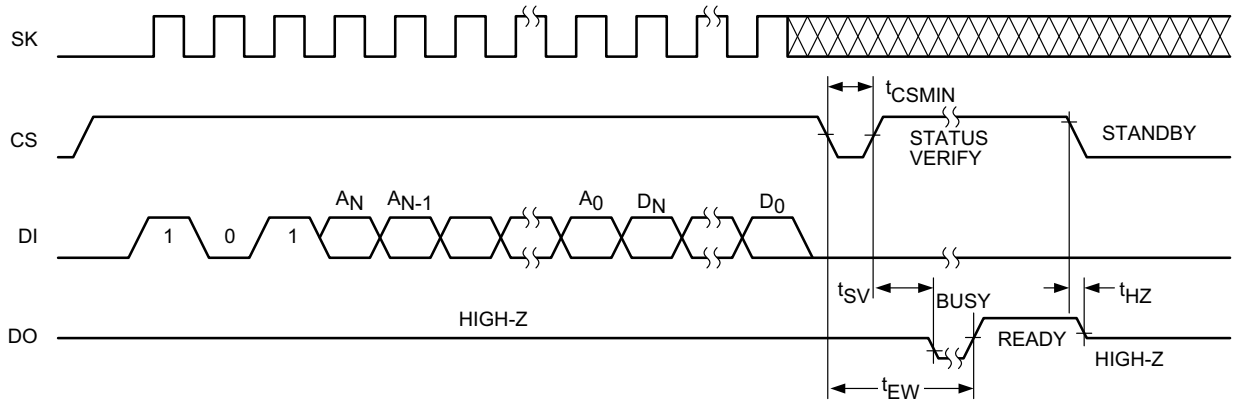 SK
tCSMIN
CS
STATUS
VERIFY
STANDBY
AN AN-1 A0 DN D0
DI
1 0 1
tSV
BUSY
tHZ
HIGH-Z
DO
READY
HIGH-Z
tEW